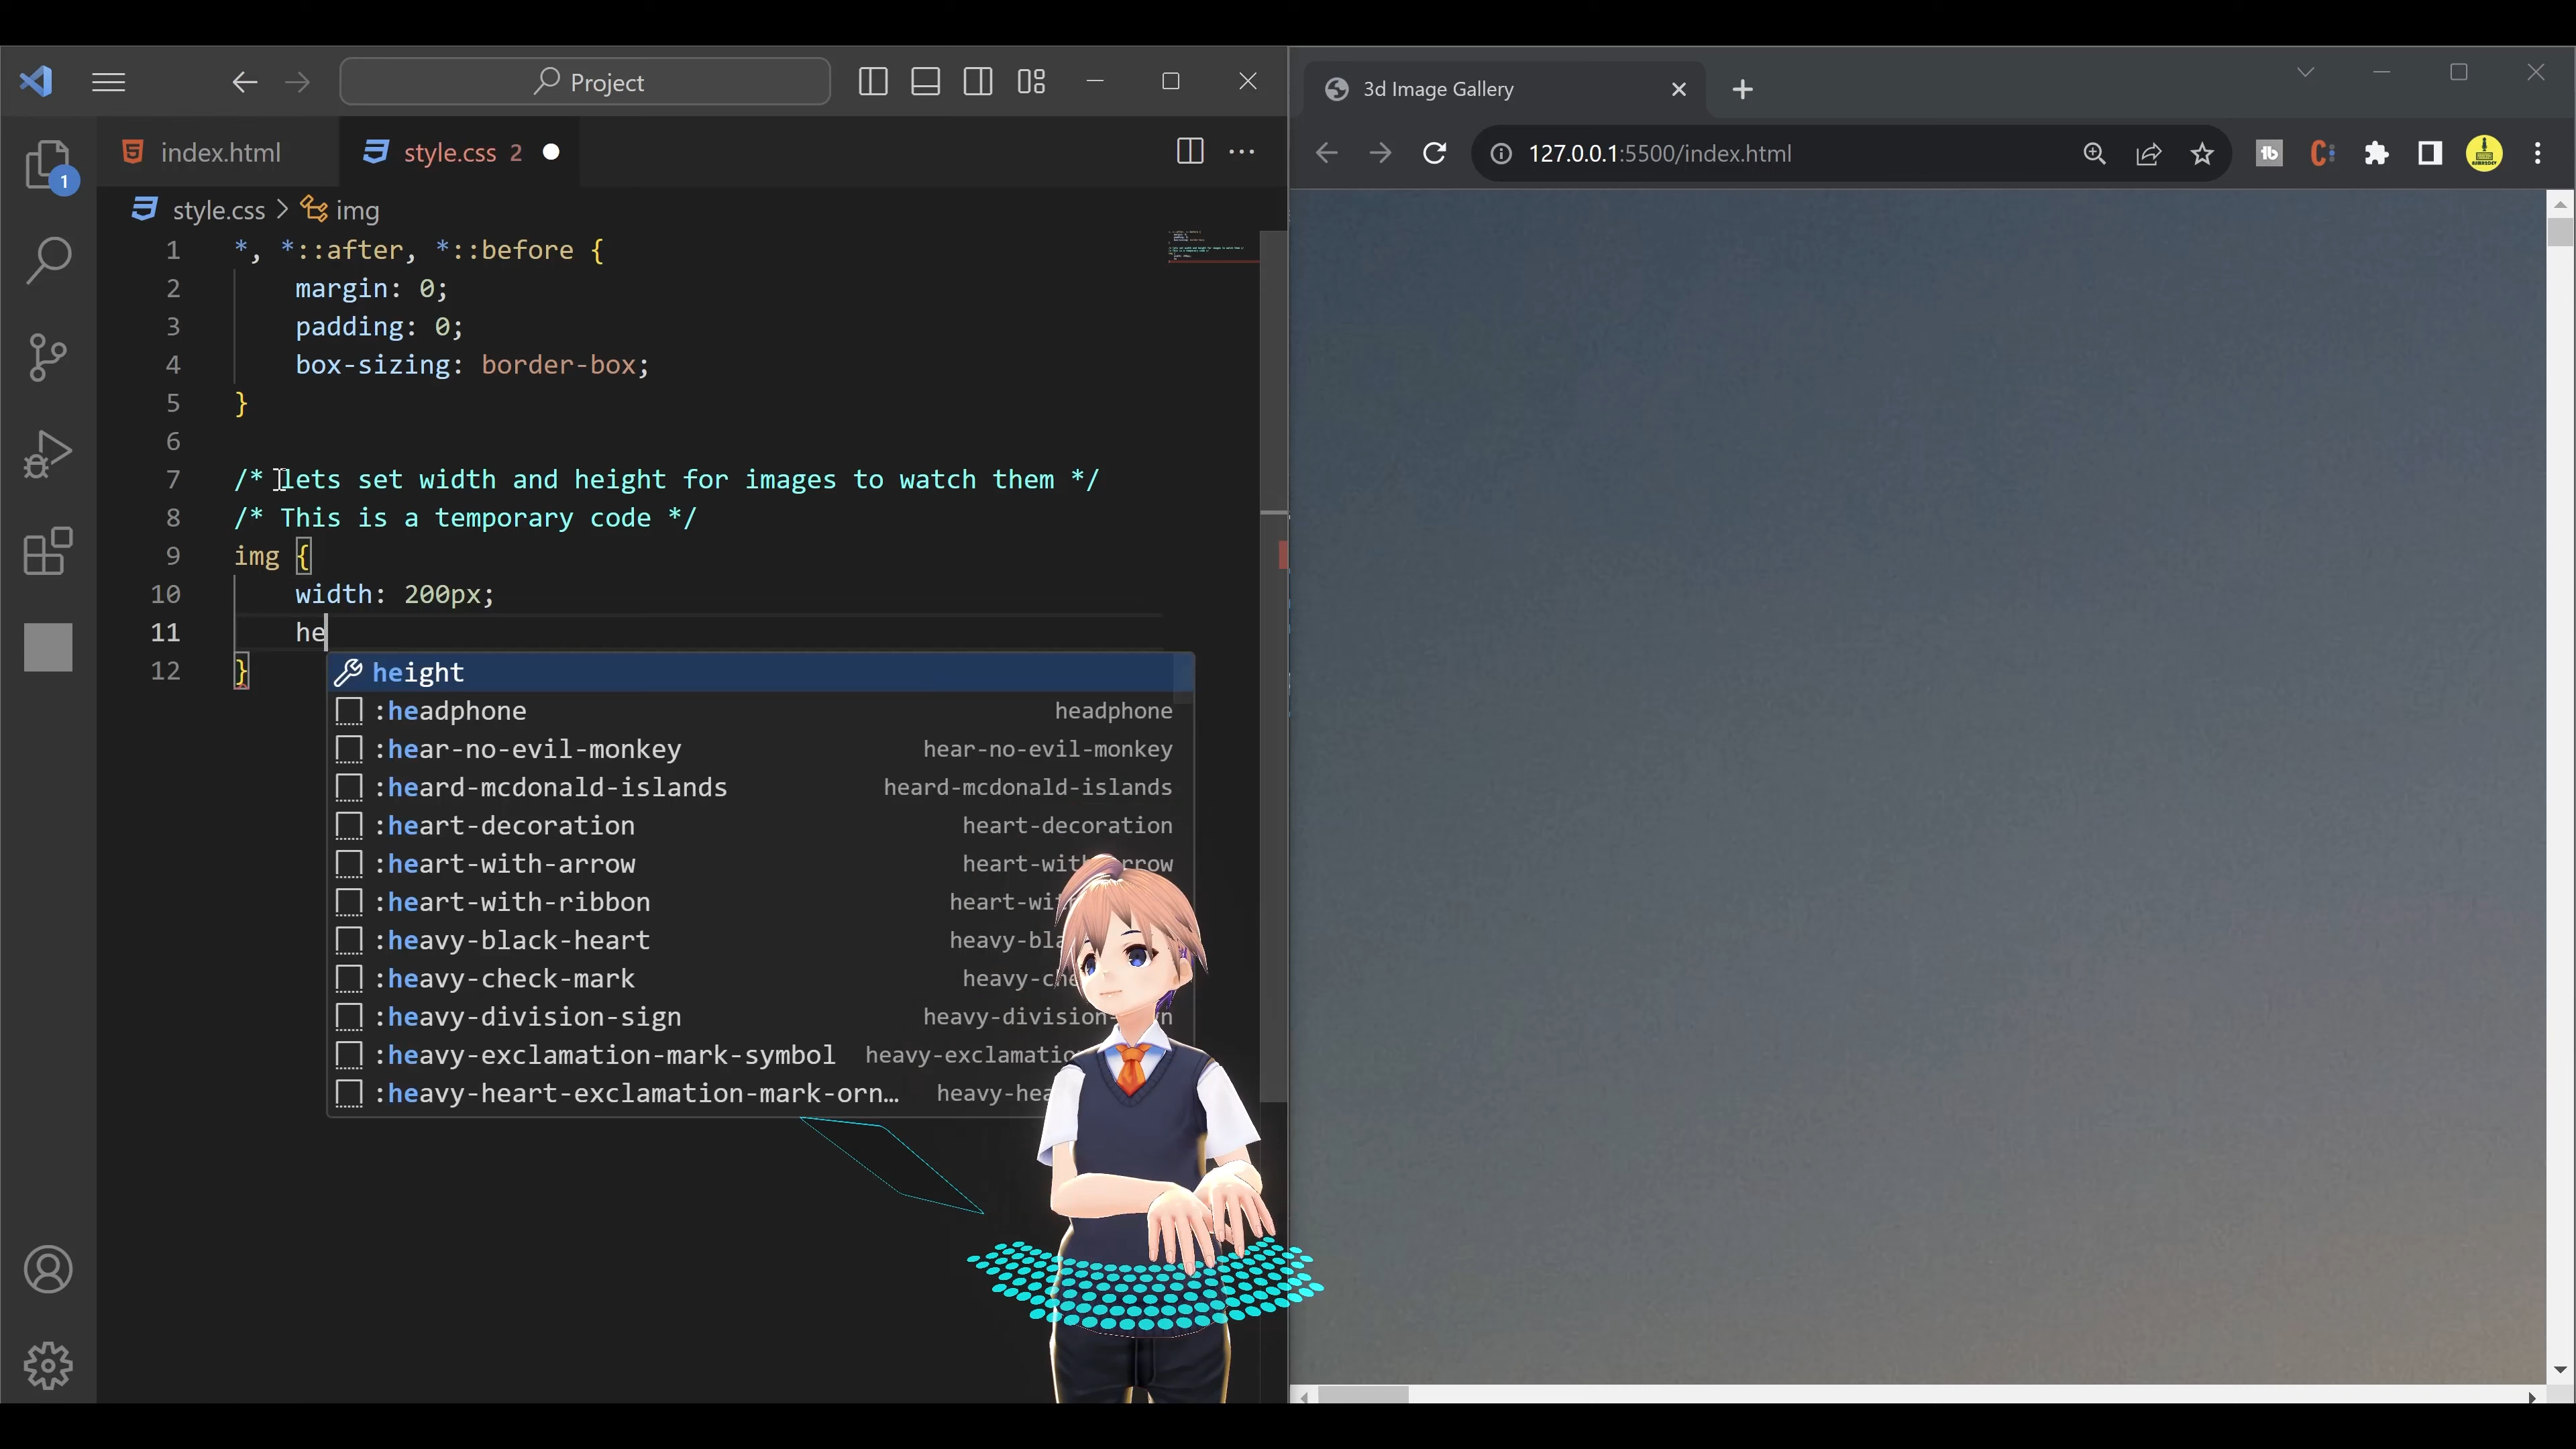 Project
index.html
style.css 2
1
style.css > img
1 *, *::after, *::before {
2 margin: 0;
3 padding: 0;
4 box-sizing: border-box;
5 }
6
7 /* lets set width and height for images to watch them */
8 /* This is a temporary code */
9 img {
10 width: 200px;
11 he
12 }
height
:headphone headphone
:hear-no-evil-monkey hear-no-evil-monkey
:heard-mcdonald-islands heard-mcdonald-islands
:heart-decoration heart-decoration
:heart-with-arrow
:heart-with-ribbon
:heavy-black-heart
:heavy-check-mark
:heavy-division-sign
:heavy-exclamation-mark-symbol
:heavy-heart-exclamation-mark-orn…
3d Image Gallery
127.0.0.1:5500/index.html